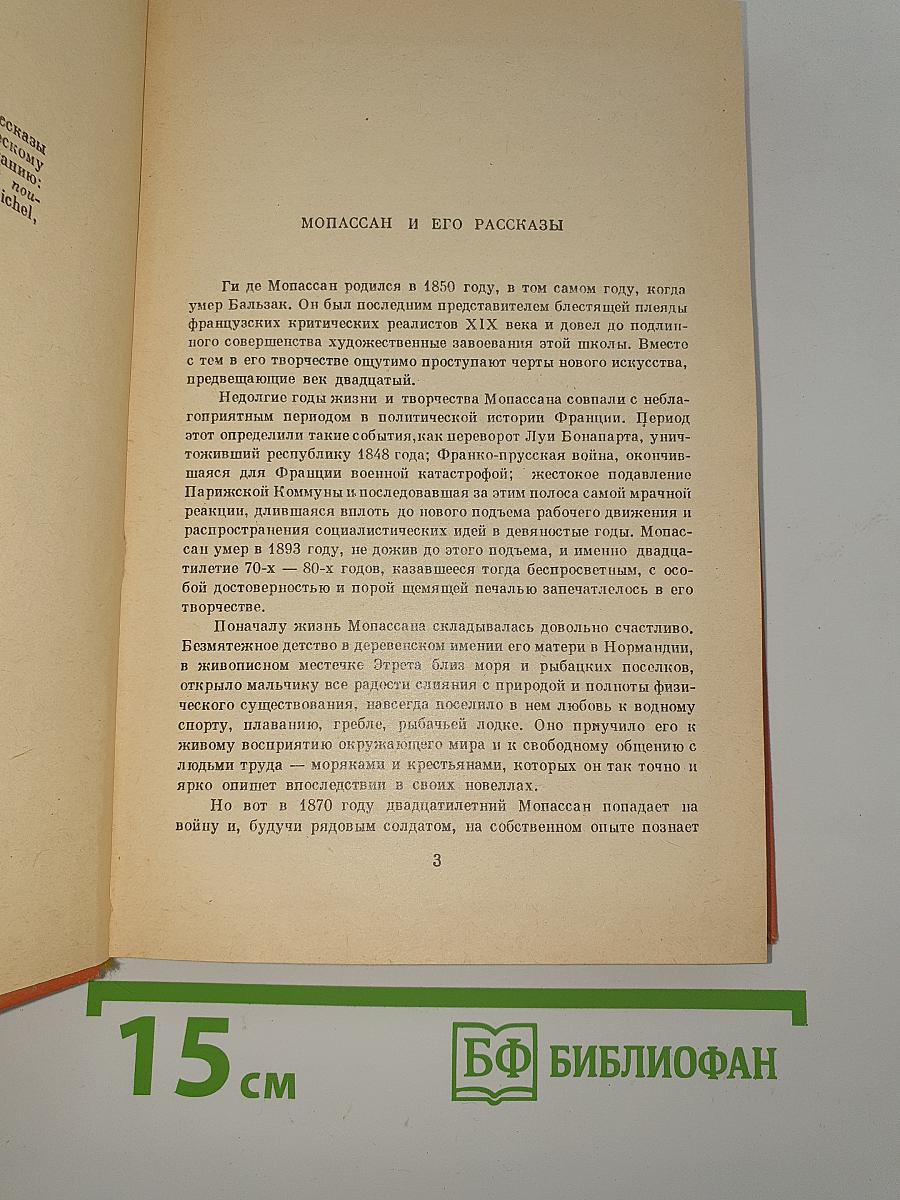 ессказы
ескому
танию:
nou-
ichel,
МОПАССАН И ЕГО РАССКАЗЫ
Ги де Мопассан родился в 1850 году, в том самом году, когда
умер Бальзак. Он был последним представителем блестящей плеяды
французских критических реалистов XIX века и довел до подлин-
ного совершенства художественные завоевания этой школы. Вместе
с тем в его творчестве ощутимо проступают черты нового искусства,
предвещающие век двадцатый.
Недолгие годы жизни и творчества Мопассана совпали с небла-
гоприятным периодом в политической истории Франции. Период
этот определили такие события, как переворот Луи Бонапарта, унич-
тоживший республику 1848 года; Франко-прусская война, окончив-
шаяся для Франции военной катастрофой; жестокое подавление
Парижской Коммуны и последовавшая за этим полоса самой мрачной
реакции, длившаяся вплоть до нового подъема рабочего движения и
распространения социалистических идей в девяностые годы. Мопас-
сан умер в 1893 году, не дожив до этого подъема, и именно двадца-
тилетие 70-х — 80-х годов, казавшееся тогда беспросветным, с осо-
бой достоверностью и порой щемящей печалью запечатлелось в его
творчестве.
Поначалу жизнь Мопассана складывалась довольно счастливо.
Безмятежное детство в деревенском имении его матери в Нормандии,
в живописном местечке Этрета близ моря и рыбацких поселков,
открыло мальчику все радости слияния с природой и полноты физи-
ческого существования, навсегда поселило в нем любовь к водному
спорту, плаванию, гребле, рыбачьей лодке. Оно приучило его к
живому восприятию окружающего мира и к свободному общению с
людьми труда — моряками и крестьянами, которых он так точно и
ярко опишет впоследствии в своих новеллах.
Но вот в 1870 году двадцатилетний Мопассан попадает на
войну и, будучи рядовым солдатом, на собственном опыте познает
3
15 см
БФ БИБЛИОФАН